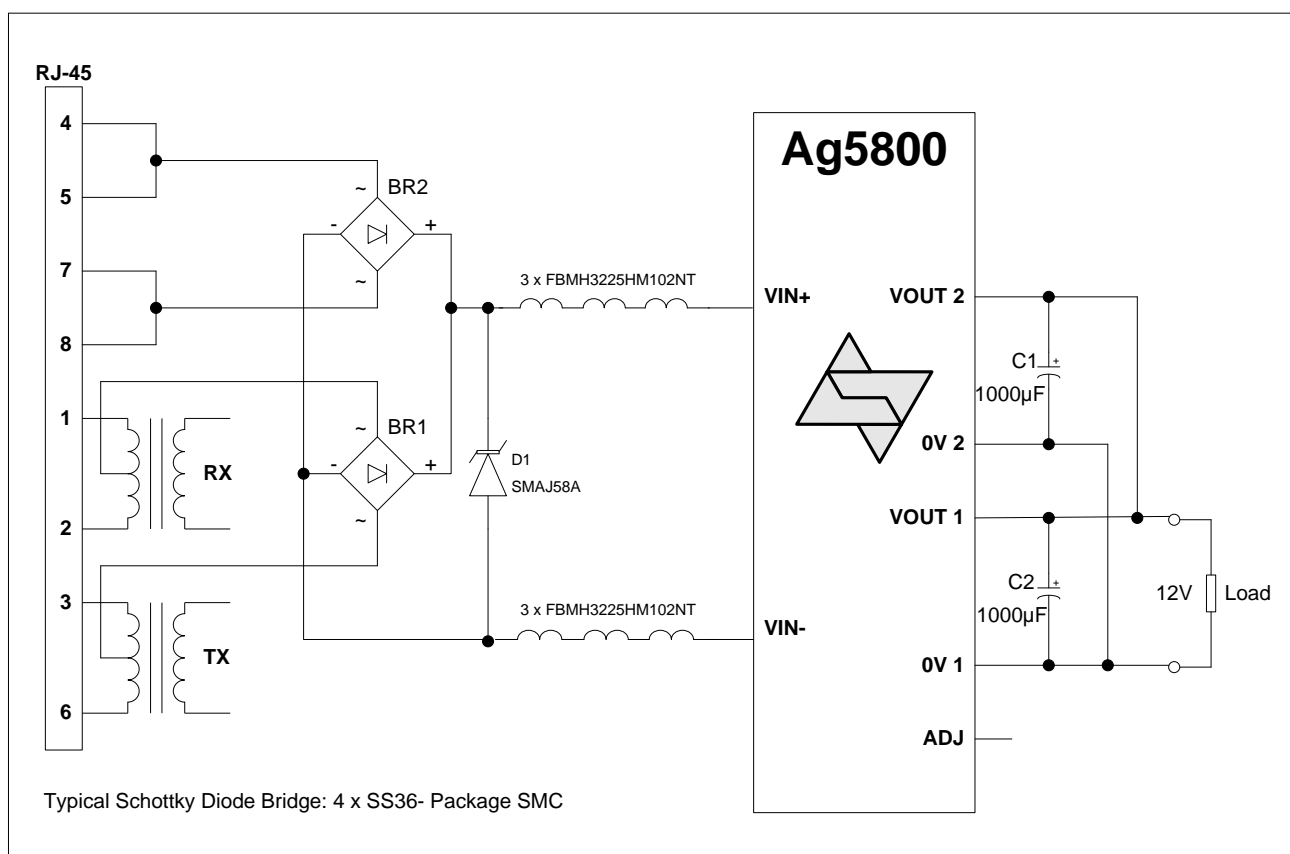 RJ-45
4
5
7
8
1
2
3
6
RX
TX
~
BR2
-
+
~
~
BR1
-
+
~
3 x FBMH3225HM102NT
D1
SMAJ58A
3 x FBMH3225HM102NT
Ag5800
VIN+
VIN-
VOUT 2
0V 2
VOUT 1
0V 1
ADJ
C1
+
1000µF
C2
+
1000µF
12V
Load
Typical Schottky Diode Bridge: 4 x SS36- Package SMC